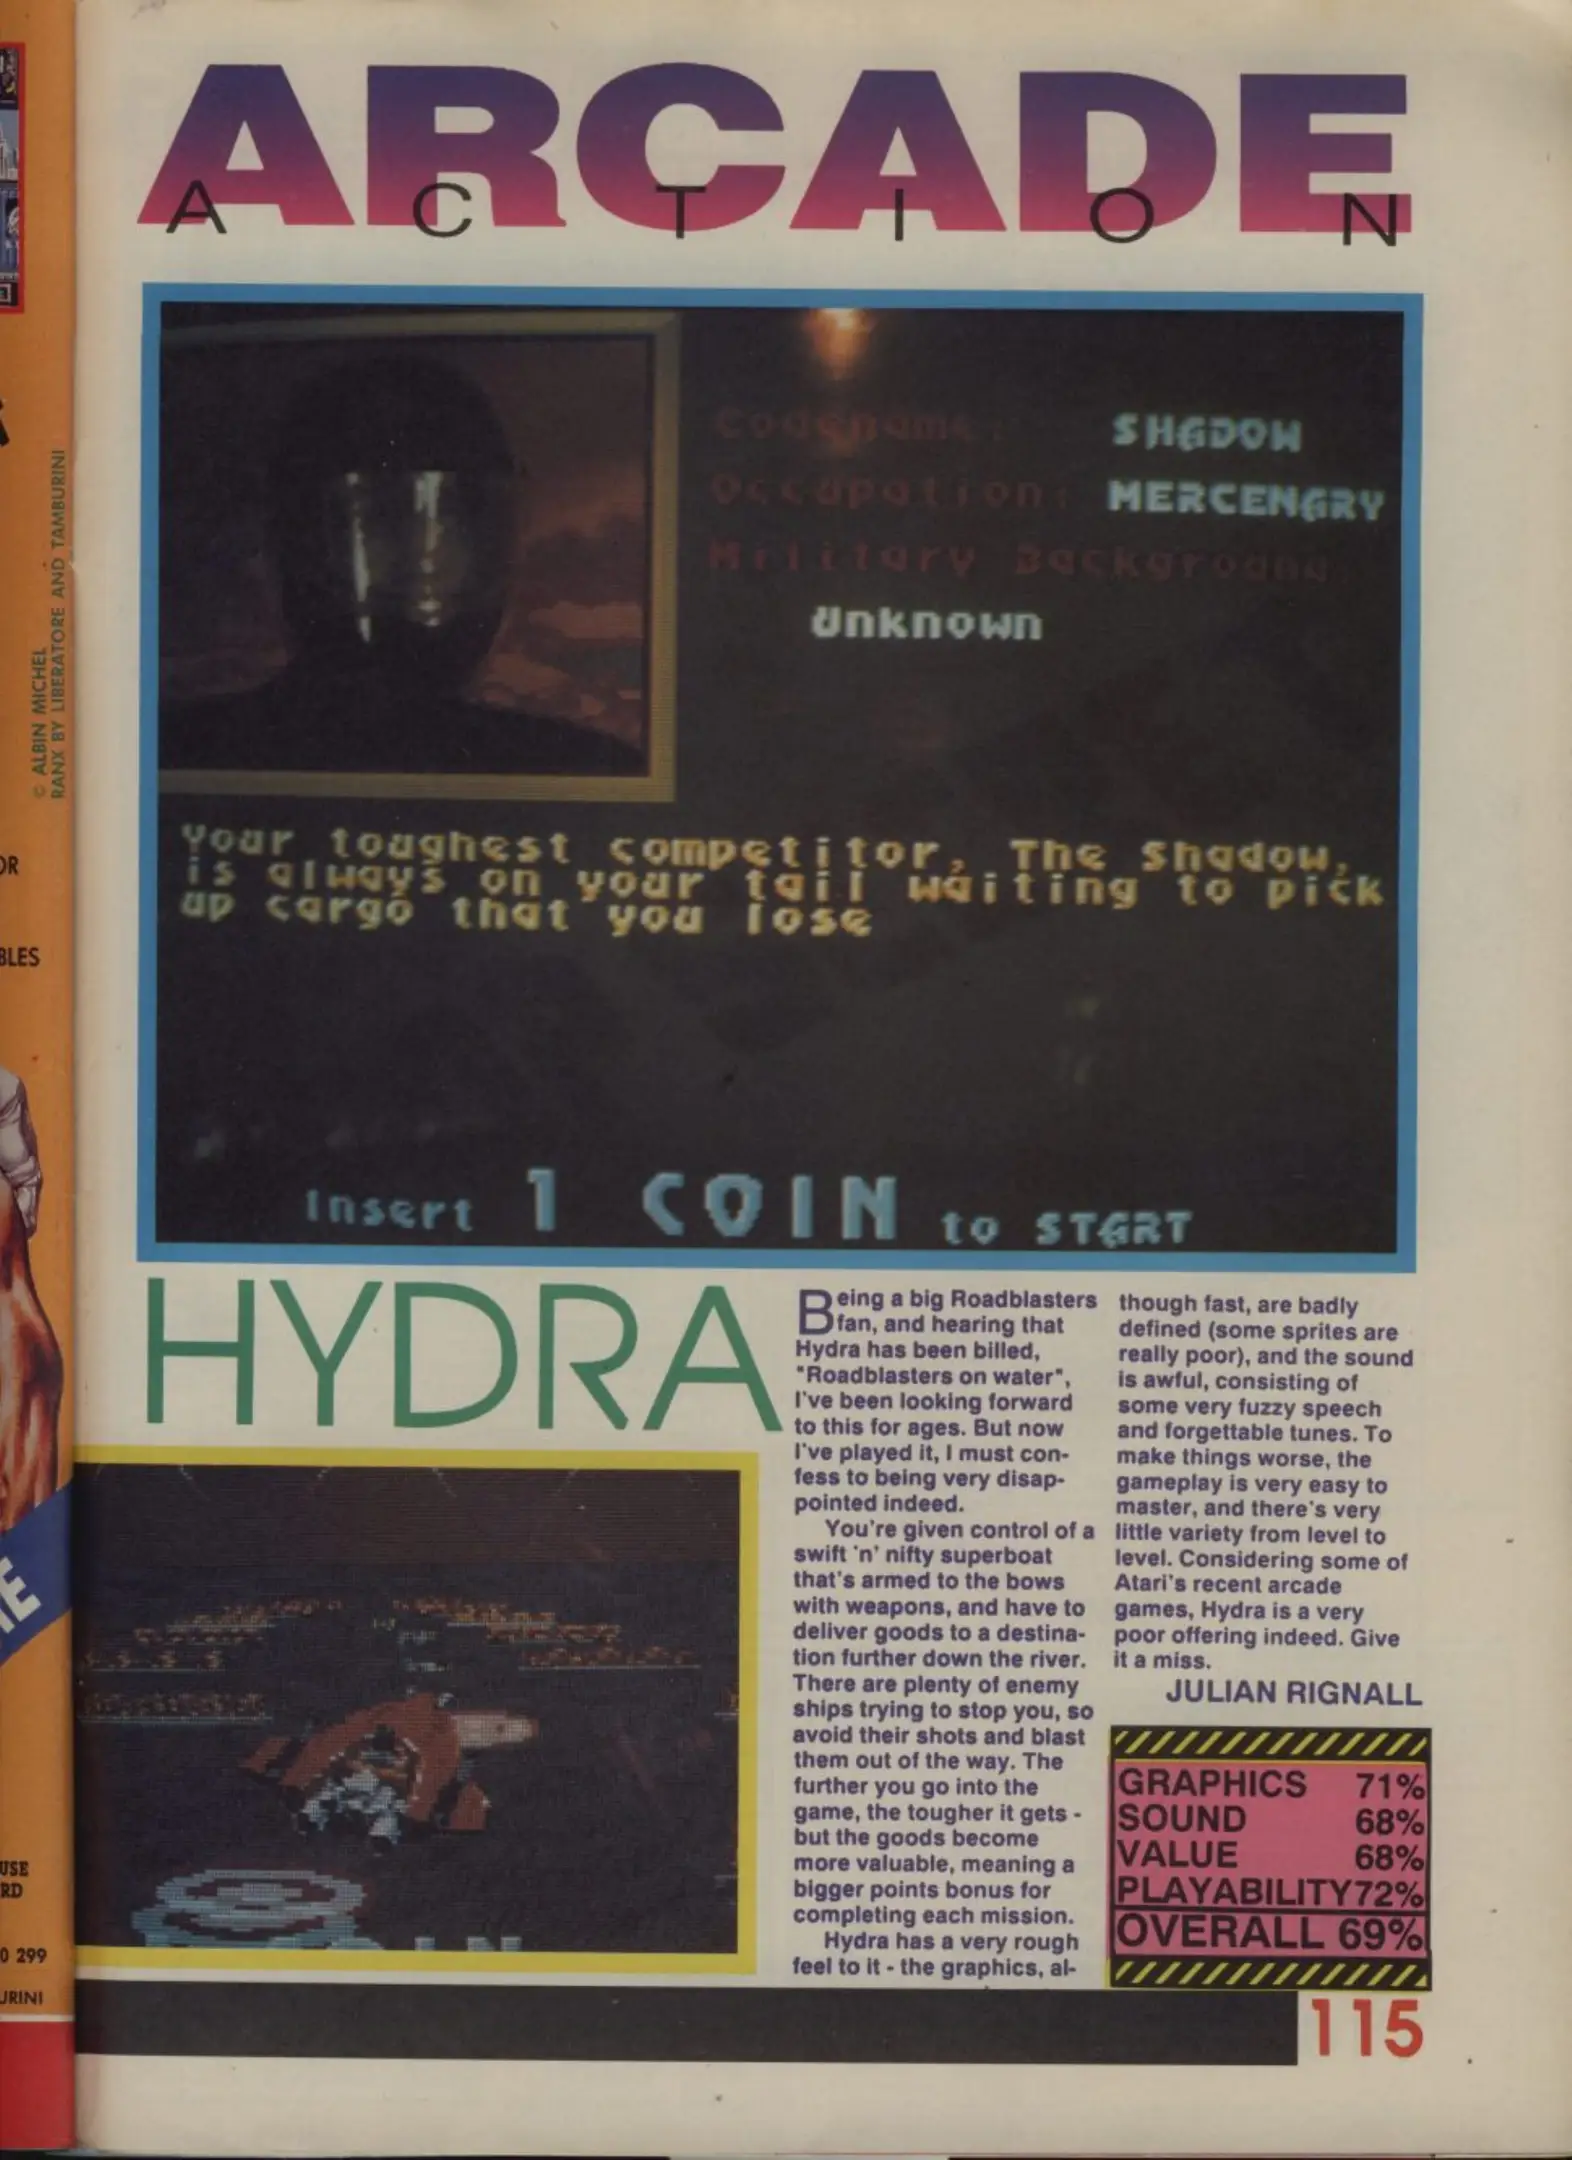 ARCADE
ACTION
Codename: SHADOW
Occupation: MERCENARY
Military Background
Unknown
Your toughest competitor, The Shadow,
is always on your tail waiting to pick
up cargo that you lose
Insert 1 COIN to START
HYDRA
Being a big Roadblasters
fan, and hearing that
Hydra has been billed,
"Roadblasters on water",
I've been looking forward
to this for ages. But now
I've played it, I must con-
fess to being very disap-
pointed indeed.
You're given control of a
swift 'n' nifty superboat
that's armed to the bows
with weapons, and have to
deliver goods to a destina-
tion further down the river.
There are plenty of enemy
ships trying to stop you, so
avoid their shots and blast
them out of the way. The
further you go into the
game, the tougher it gets -
but the goods become
more valuable, meaning a
bigger points bonus for
completing each mission.
Hydra has a very rough
feel to it - the graphics, al-
though fast, are badly
defined (some sprites are
really poor), and the sound
is awful, consisting of
some very fuzzy speech
and forgettable tunes. To
make things worse, the
gameplay is very easy to
master, and there's very
little variety from level to
level. Considering some of
Atari's recent arcade
games, Hydra is a very
poor offering indeed. Give
it a miss.
JULIAN RIGNALL
GRAPHICS 71%
SOUND 68%
VALUE 68%
PLAYABILITY 72%
OVERALL 69%
115
© ALBIN MICHEL
RANX BY LIBERATORE AND TAMBURINI
OR
BLES
USE
RD
0 299
URINI